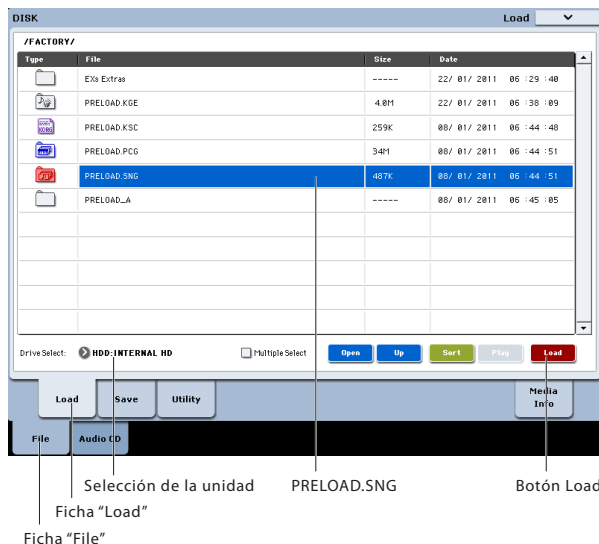 DISK Load
/FACTORY/
Type File Size Date
EXs Extras ----- 22/ 01/ 2011 06 :29 :40
PRELOAD.KGE 4.0M 22/ 01/ 2011 06 :38 :09
KORG PRELOAD.KSC 259K 08/ 01/ 2011 06 :44 :48
PRELOAD.PCG 34M 08/ 01/ 2011 06 :44 :51
PRELOAD.SNG 487K 08/ 01/ 2011 06 :44 :51
PRELOAD_A ----- 08/ 01/ 2011 06 :45 :05
Drive Select: HDD:INTERNAL HD Multiple Select Open Up Sort Play Load
Load Save Utility Media Info
File Audio CD
Selección de la unidad PRELOAD.SNG Botón Load
Ficha “Load”
Ficha “File”